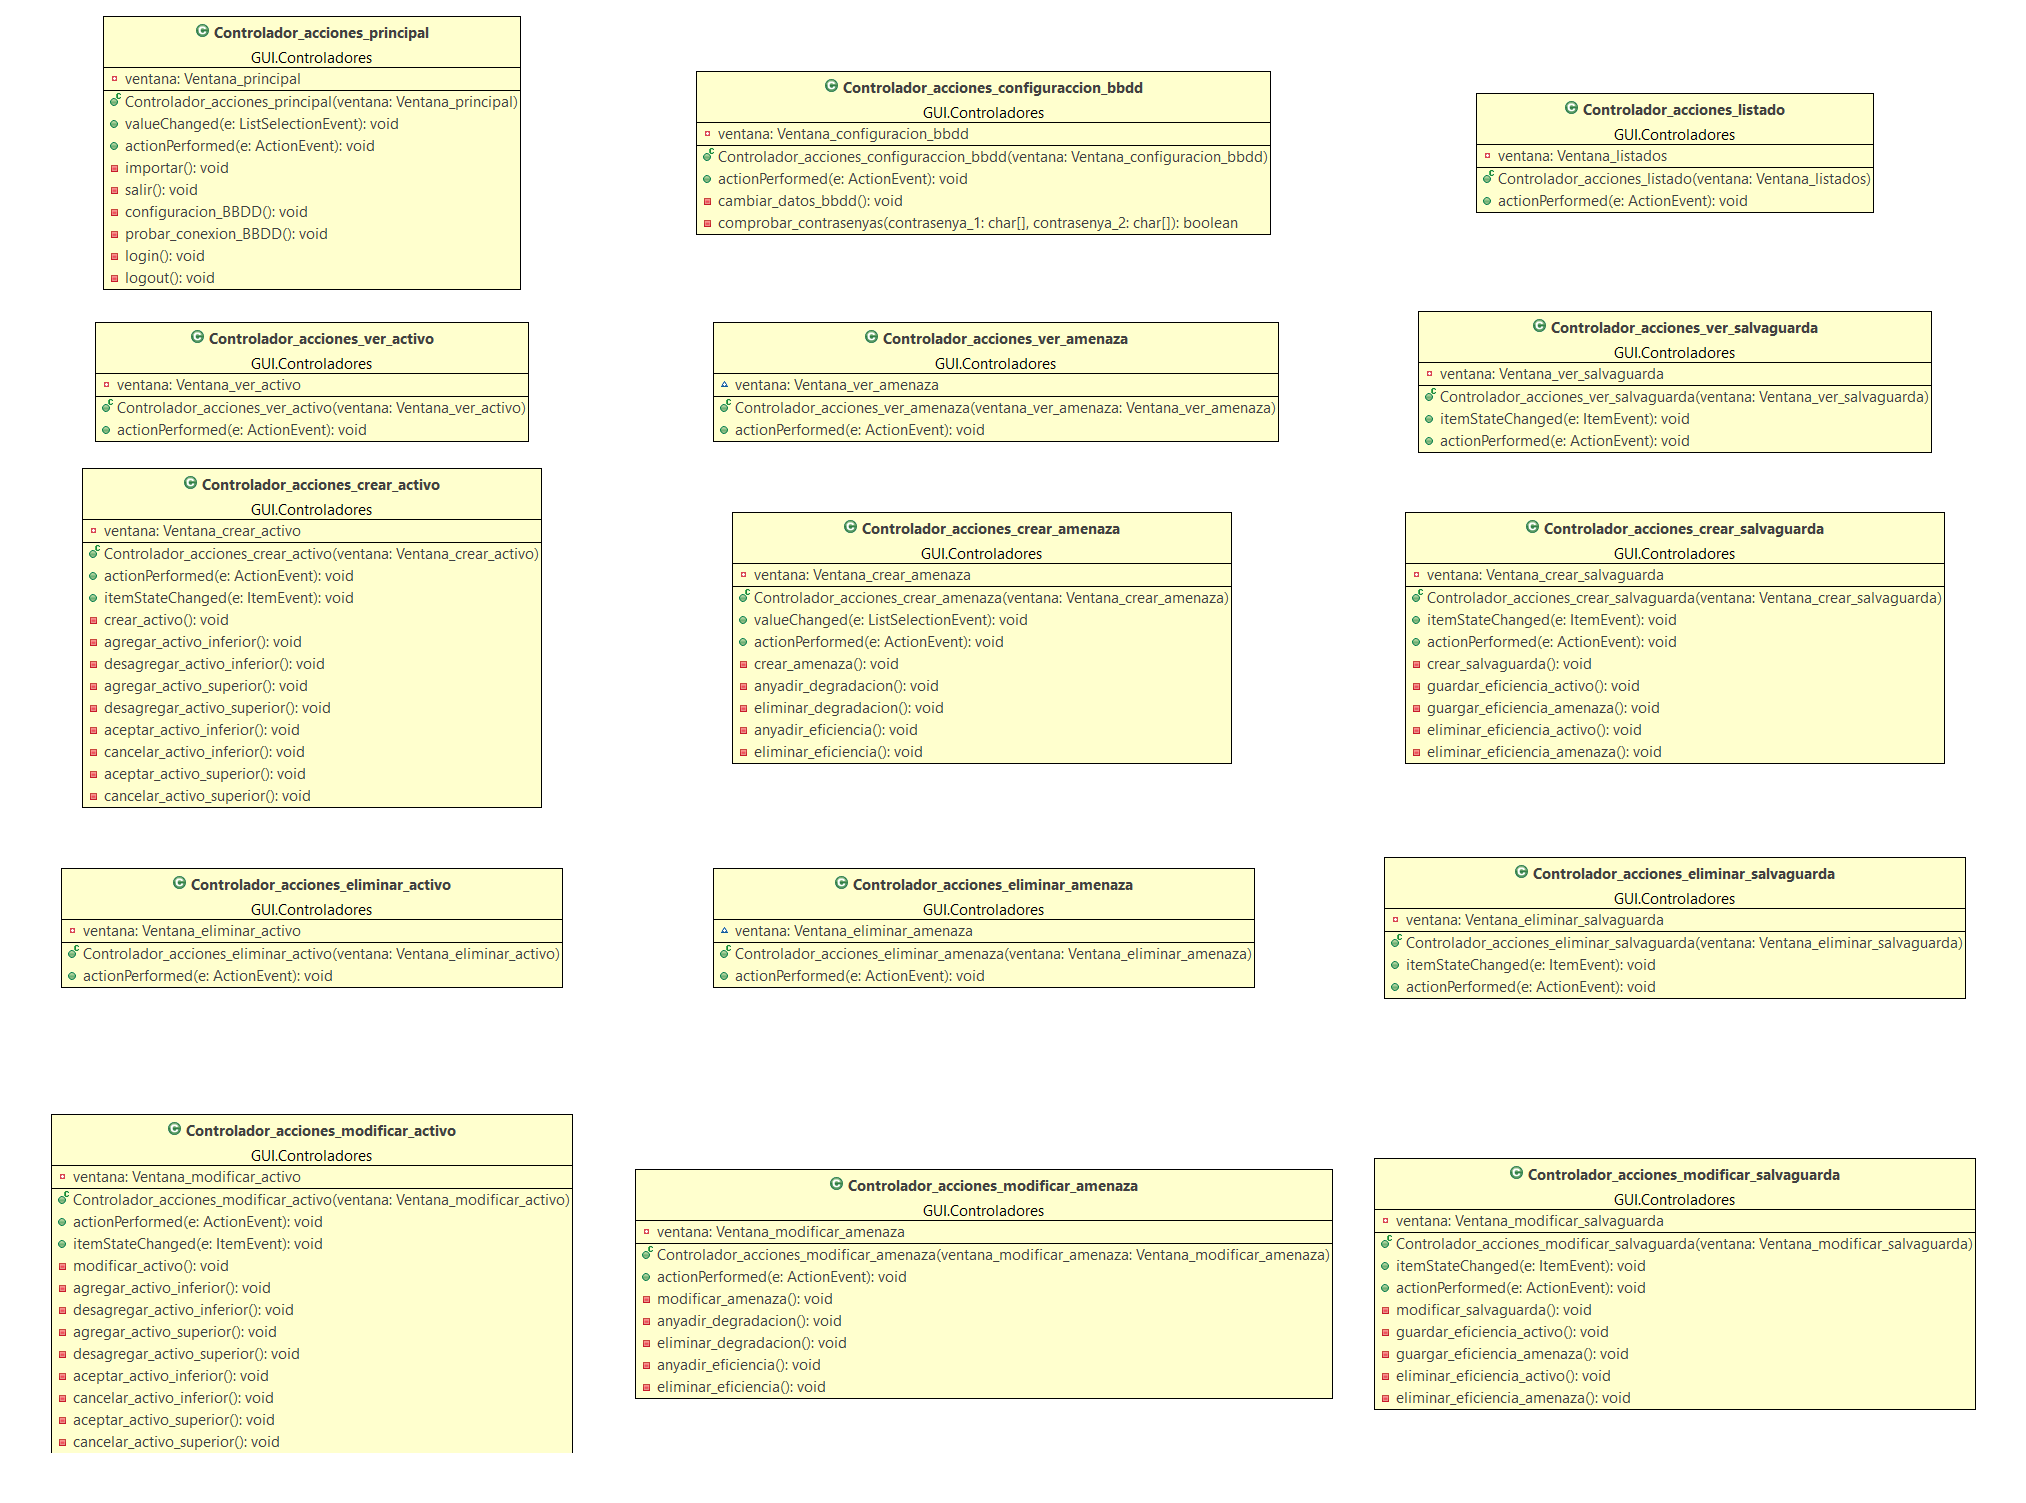 Controlador_acciones_principal
GUI.Controladores
ventana: Ventana_principal
Controlador_acciones_principal(ventana: Ventana_principal)
valueChanged(e: ListSelectionEvent): void
actionPerformed(e: ActionEvent): void
importar(): void
salir(): void
configuracion_BBDD(): void
probar_conexion_BBDD(): void
login(): void
logout(): void
Controlador_acciones_configuraccion_bbdd
GUI.Controladores
ventana: Ventana_configuracion_bbdd
Controlador_acciones_configuraccion_bbdd(ventana: Ventana_configuracion_bbdd)
actionPerformed(e: ActionEvent): void
cambiar_datos_bbdd(): void
comprobar_contrasenyas(contrasenya_1: char[], contrasenya_2: char[]): boolean
Controlador_acciones_listado
GUI.Controladores
ventana: Ventana_listados
Controlador_acciones_listado(ventana: Ventana_listados)
actionPerformed(e: ActionEvent): void
Controlador_acciones_ver_activo
GUI.Controladores
ventana: Ventana_ver_activo
Controlador_acciones_ver_activo(ventana: Ventana_ver_activo)
actionPerformed(e: ActionEvent): void
Controlador_acciones_ver_amenaza
GUI.Controladores
ventana: Ventana_ver_amenaza
Controlador_acciones_ver_amenaza(ventana_ver_amenaza: Ventana_ver_amenaza)
actionPerformed(e: ActionEvent): void
Controlador_acciones_ver_salvaguarda
GUI.Controladores
ventana: Ventana_ver_salvaguarda
Controlador_acciones_ver_salvaguarda(ventana: Ventana_ver_salvaguarda)
itemStateChanged(e: ItemEvent): void
actionPerformed(e: ActionEvent): void
Controlador_acciones_crear_activo
GUI.Controladores
ventana: Ventana_crear_activo
Controlador_acciones_crear_activo(ventana: Ventana_crear_activo)
actionPerformed(e: ActionEvent): void
itemStateChanged(e: ItemEvent): void
crear_activo(): void
agregar_activo_inferior(): void
desagregar_activo_inferior(): void
agregar_activo_superior(): void
desagregar_activo_superior(): void
aceptar_activo_inferior(): void
cancelar_activo_inferior(): void
aceptar_activo_superior(): void
cancelar_activo_superior(): void
Controlador_acciones_crear_amenaza
GUI.Controladores
ventana: Ventana_crear_amenaza
Controlador_acciones_crear_amenaza(ventana: Ventana_crear_amenaza)
valueChanged(e: ListSelectionEvent): void
actionPerformed(e: ActionEvent): void
crear_amenaza(): void
anyadir_degradacion(): void
eliminar_degradacion(): void
anyadir_eficiencia(): void
eliminar_eficiencia(): void
Controlador_acciones_crear_salvaguarda
GUI.Controladores
ventana: Ventana_crear_salvaguarda
Controlador_acciones_crear_salvaguarda(ventana: Ventana_crear_salvaguarda)
itemStateChanged(e: ItemEvent): void
actionPerformed(e: ActionEvent): void
crear_salvaguarda(): void
guardar_eficiencia_activo(): void
guargar_eficiencia_amenaza(): void
eliminar_eficiencia_activo(): void
eliminar_eficiencia_amenaza(): void
Controlador_acciones_eliminar_activo
GUI.Controladores
ventana: Ventana_eliminar_activo
Controlador_acciones_eliminar_activo(ventana: Ventana_eliminar_activo)
actionPerformed(e: ActionEvent): void
Controlador_acciones_eliminar_amenaza
GUI.Controladores
ventana: Ventana_eliminar_amenaza
Controlador_acciones_eliminar_amenaza(ventana: Ventana_eliminar_amenaza)
actionPerformed(e: ActionEvent): void
Controlador_acciones_eliminar_salvaguarda
GUI.Controladores
ventana: Ventana_eliminar_salvaguarda
Controlador_acciones_eliminar_salvaguarda(ventana: Ventana_eliminar_salvaguarda)
itemStateChanged(e: ItemEvent): void
actionPerformed(e: ActionEvent): void
Controlador_acciones_modificar_activo
GUI.Controladores
ventana: Ventana_modificar_activo
Controlador_acciones_modificar_activo(ventana: Ventana_modificar_activo)
actionPerformed(e: ActionEvent): void
itemStateChanged(e: ItemEvent): void
modificar_activo(): void
agregar_activo_inferior(): void
desagregar_activo_inferior(): void
agregar_activo_superior(): void
desagregar_activo_superior(): void
aceptar_activo_inferior(): void
cancelar_activo_inferior(): void
aceptar_activo_superior(): void
cancelar_activo_superior(): void
Controlador_acciones_modificar_amenaza
GUI.Controladores
ventana: Ventana_modificar_amenaza
Controlador_acciones_modificar_amenaza(ventana_modificar_amenaza: Ventana_modificar_amenaza)
actionPerformed(e: ActionEvent): void
modificar_amenaza(): void
anyadir_degradacion(): void
eliminar_degradacion(): void
anyadir_eficiencia(): void
eliminar_eficiencia(): void
Controlador_acciones_modificar_salvaguarda
GUI.Controladores
ventana: Ventana_modificar_salvaguarda
Controlador_acciones_modificar_salvaguarda(ventana: Ventana_modificar_salvaguarda)
itemStateChanged(e: ItemEvent): void
actionPerformed(e: ActionEvent): void
modificar_salvaguarda(): void
guardar_eficiencia_activo(): void
guargar_eficiencia_amenaza(): void
eliminar_eficiencia_activo(): void
eliminar_eficiencia_amenaza(): void